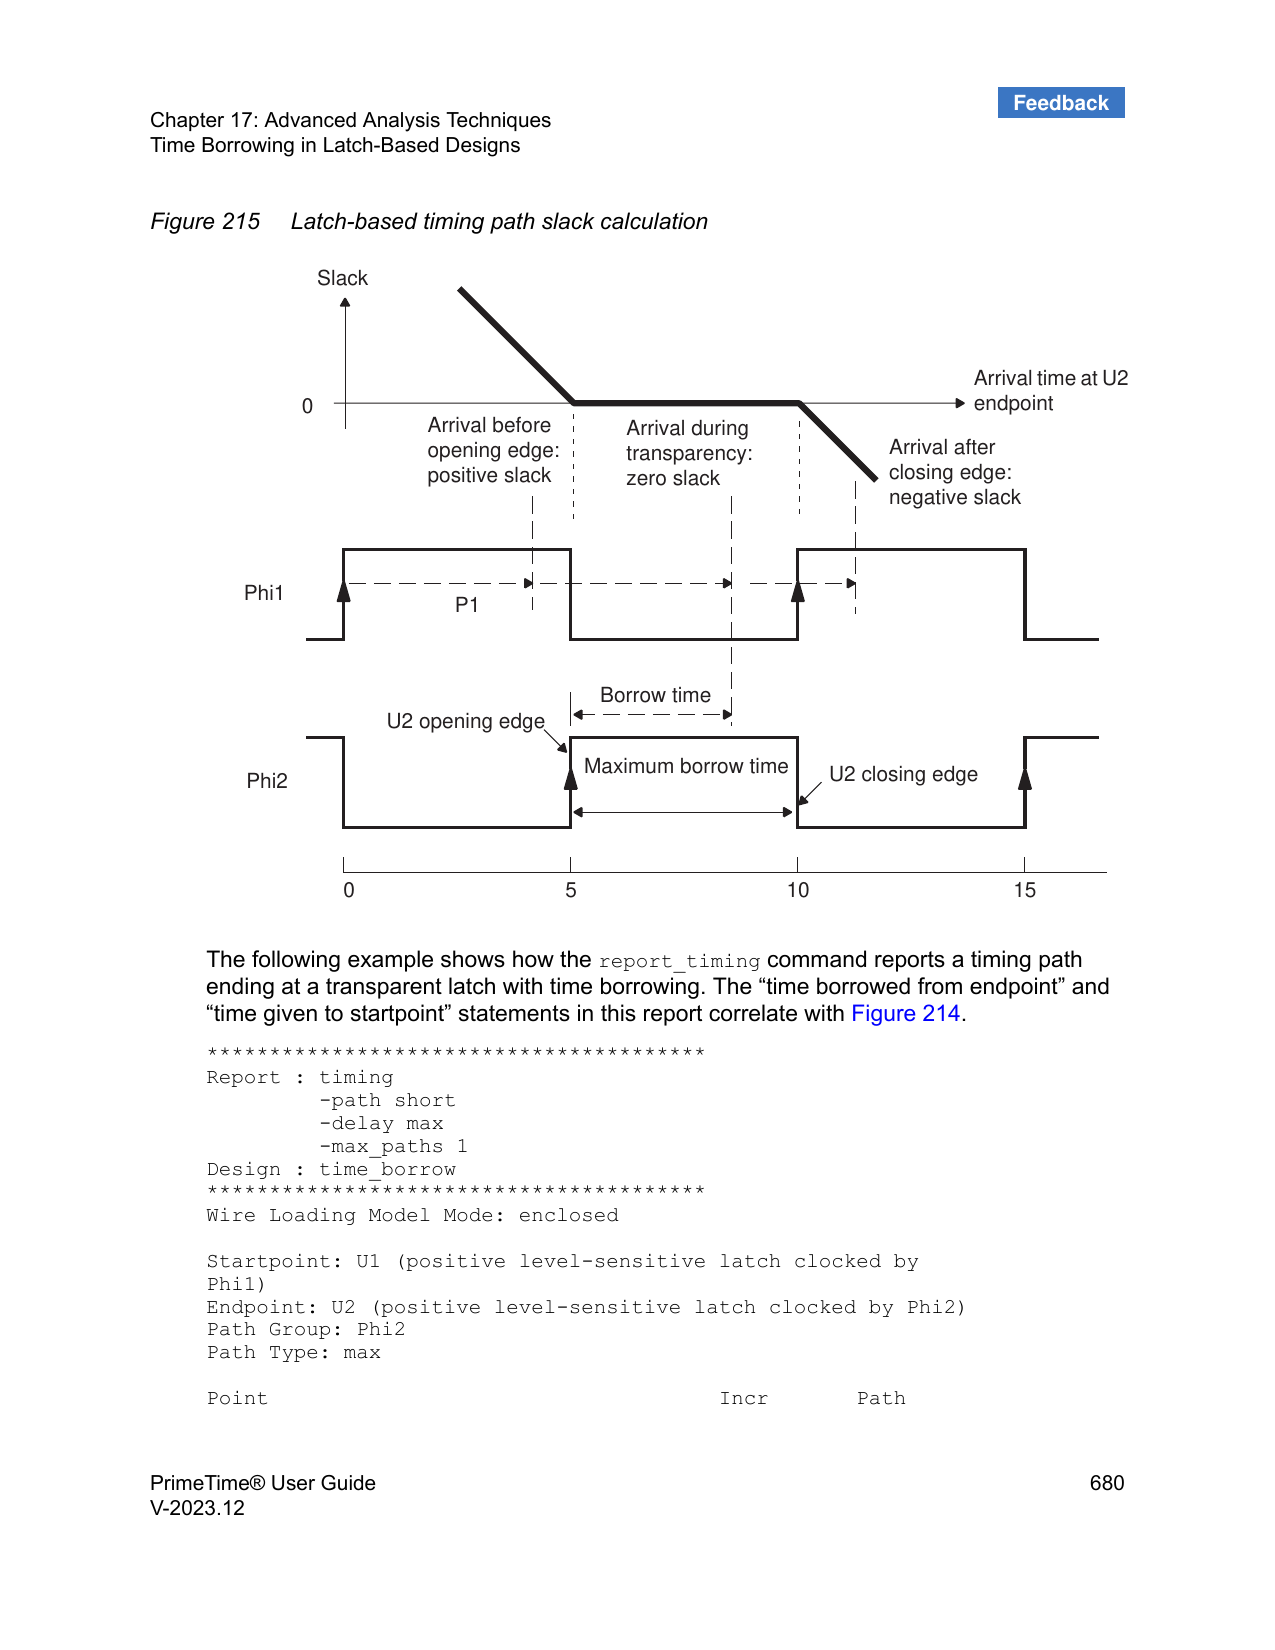 Feedback
Chapter 17: Advanced Analysis Techniques
Time Borrowing in Latch-Based Designs
Figure 215 Latch-based timing path slack calculation
Slack
0
Arrival time at U2
endpoint
Arrival before
opening edge:
positive slack
Arrival during
transparency:
zero slack
Arrival after
closing edge:
negative slack
Phi1
P1
Borrow time
U2 opening edge
Maximum borrow time
U2 closing edge
Phi2
0 5 10 15
The following example shows how the report_timing command reports a timing path
ending at a transparent latch with time borrowing. The “time borrowed from endpoint” and
“time given to startpoint” statements in this report correlate with Figure 214.
****************************************
Report : timing
-path short
-delay max
-max_paths 1
Design : time_borrow
****************************************
Wire Loading Model Mode: enclosed
Startpoint: U1 (positive level-sensitive latch clocked by
Phi1)
Endpoint: U2 (positive level-sensitive latch clocked by Phi2)
Path Group: Phi2
Path Type: max
Point Incr Path
PrimeTime® User Guide 680
V-2023.12